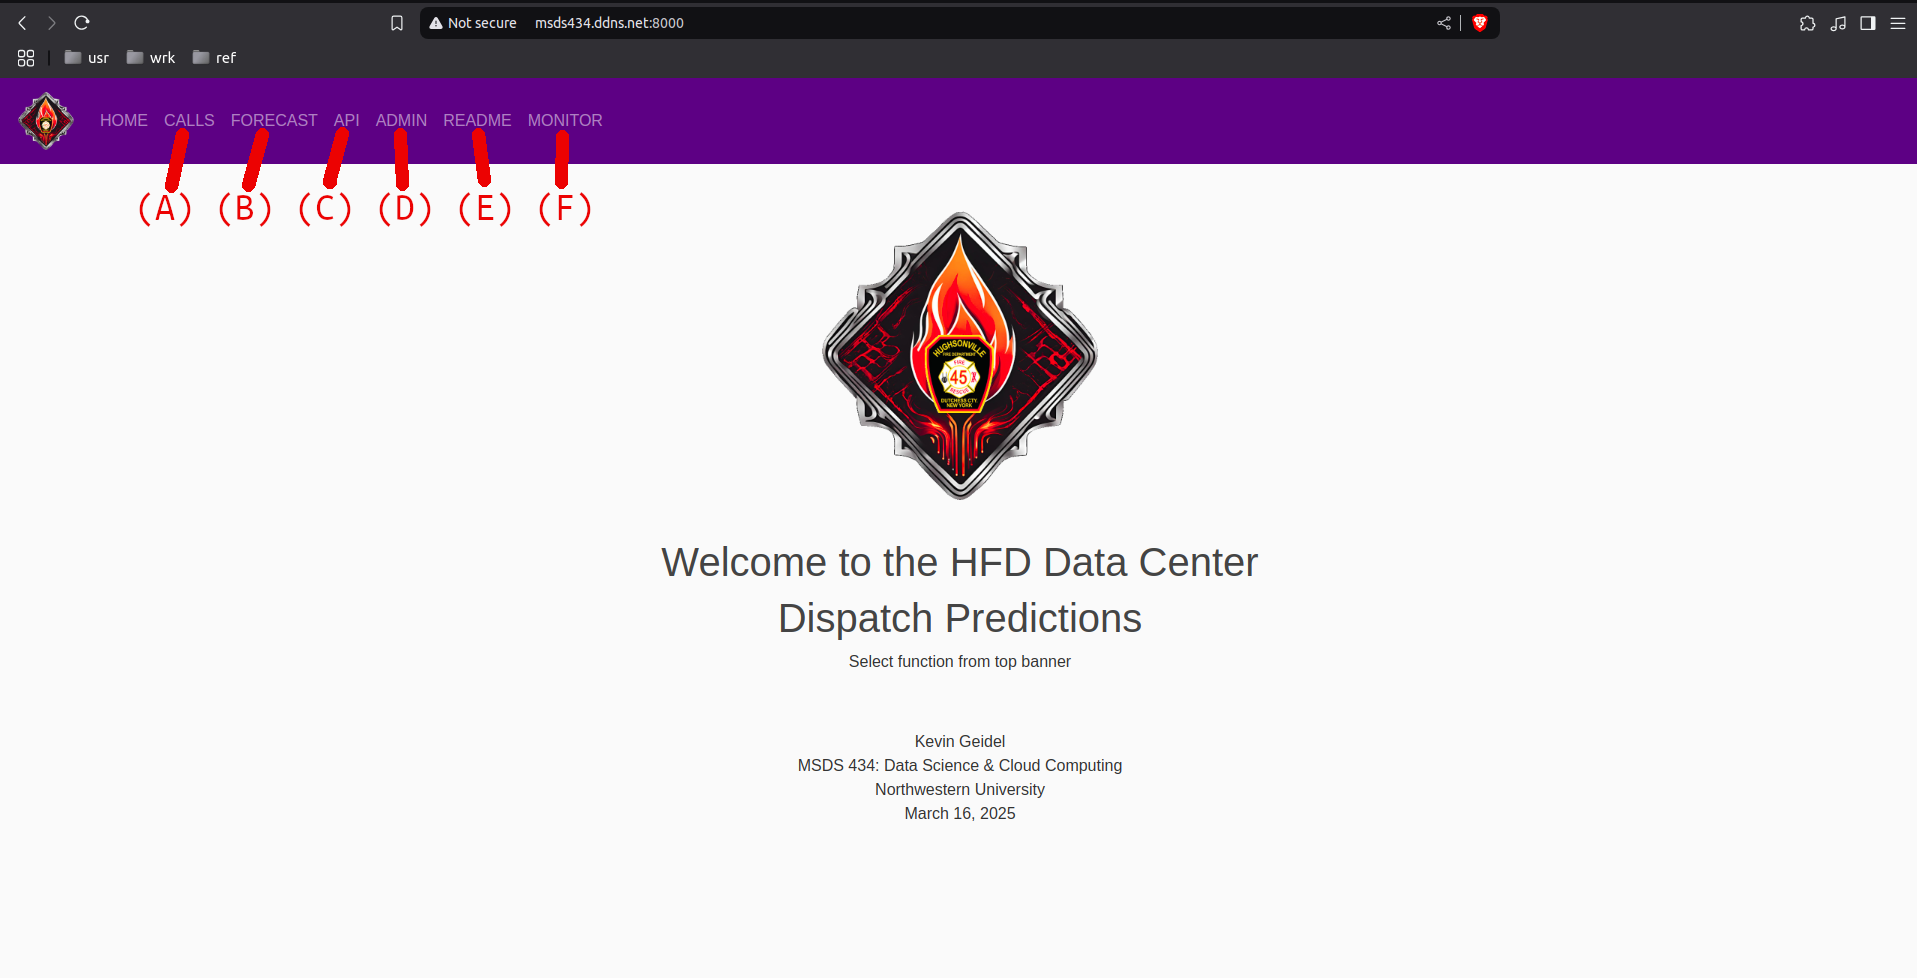 Not secure msds434.ddns.net:8000
usr wrk ref
HOME CALLS FORECAST API ADMIN README MONITOR
(A) (B) (C) (D) (E) (F)
HUGHSONVILLE
FIRE DEPARTMENT
FIRE
45
RESCUE
DUTCHESS CTY.
NEW YORK
Welcome to the HFD Data Center
Dispatch Predictions
Select function from top banner
Kevin Geidel
MSDS 434: Data Science & Cloud Computing
Northwestern University
March 16, 2025